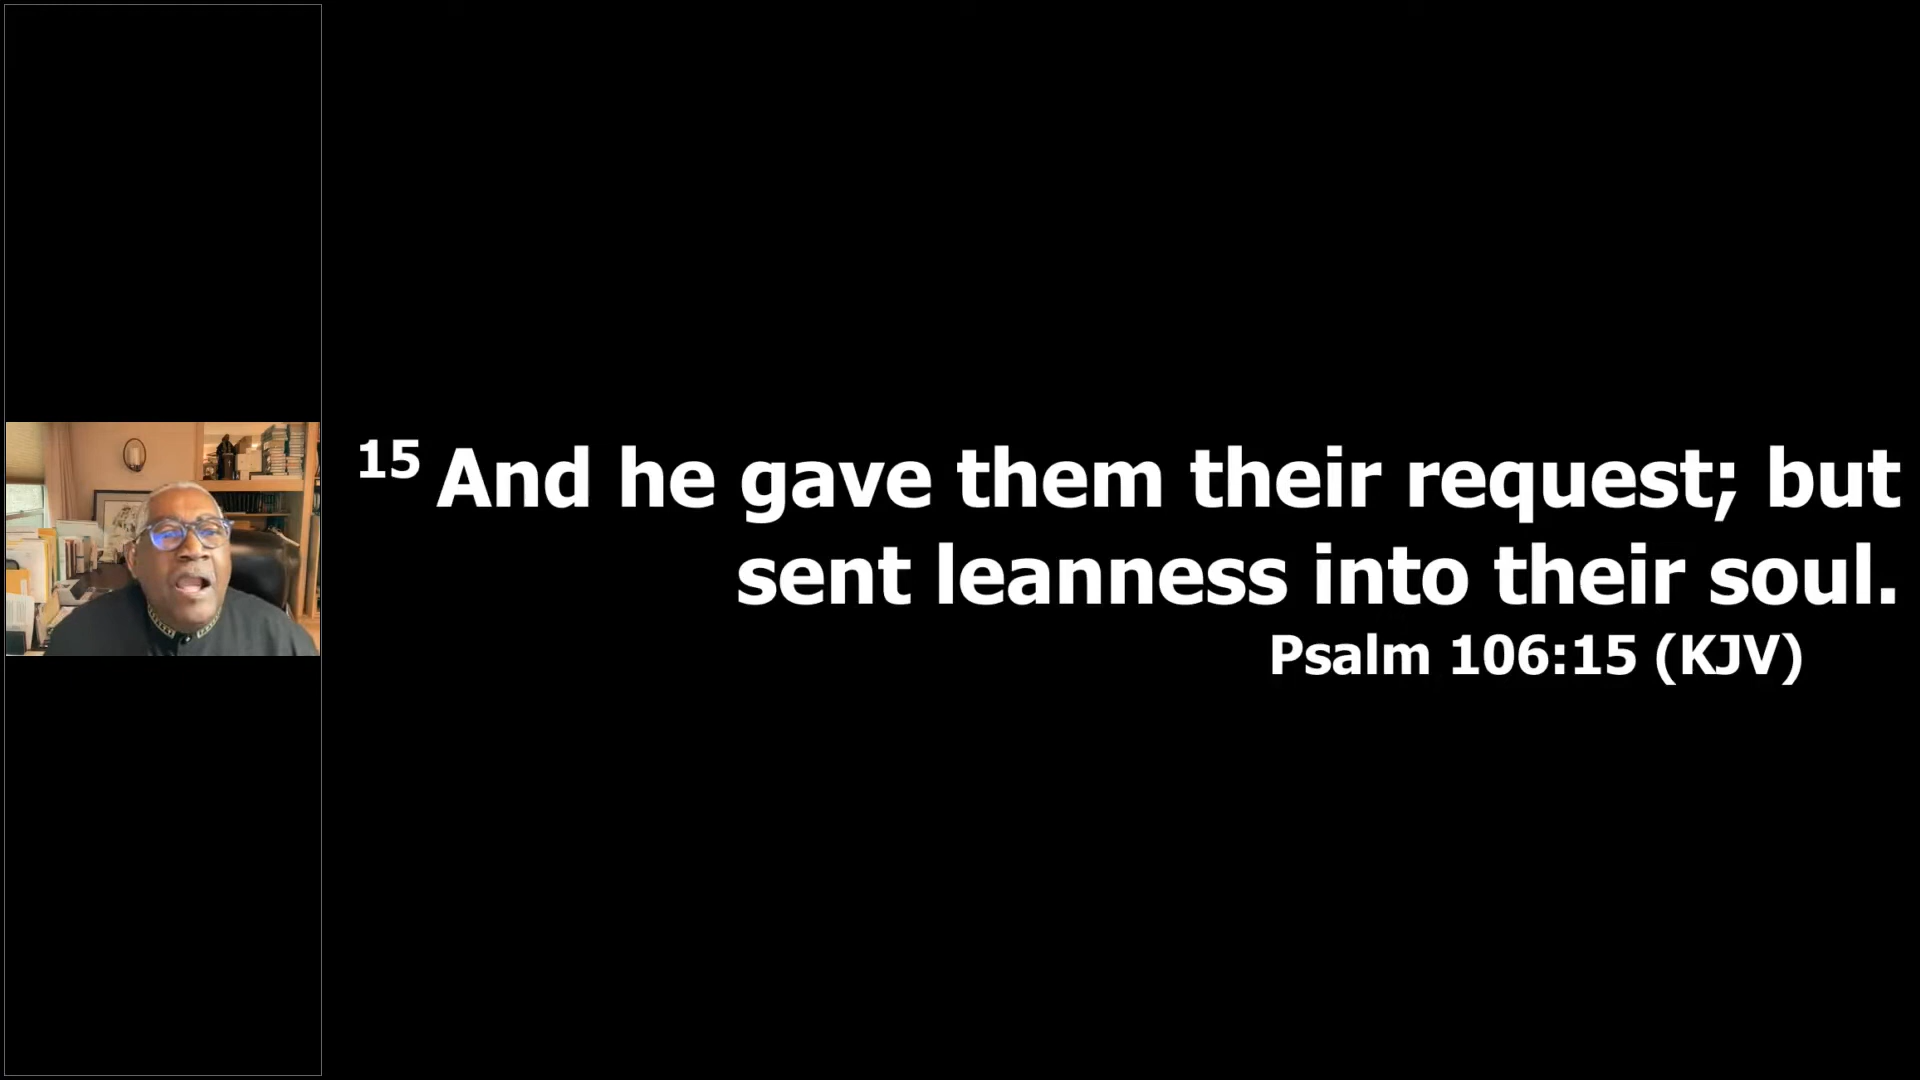 15 And he gave them their request; but
sent leanness into their soul.
Psalm 106:15 (KJV)